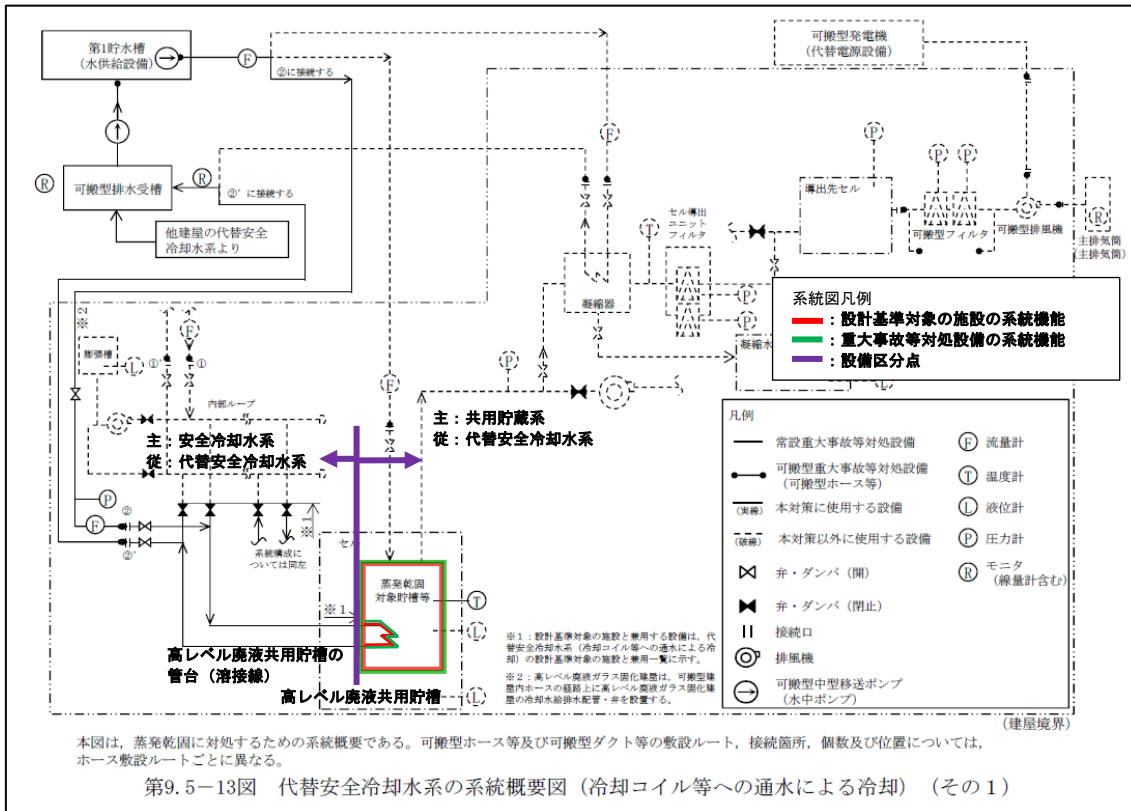 第1貯水槽
(水供給設備)
F
②に接続する
可搬型発電機
(代替電源設備)
F
R
可搬型排水受槽
R
②’に接続する
他建屋の代替安全
冷却水系より
P
P
P
導出先セル
セル導出
ユニット
フィルタ
T
可搬型フィルタ
可搬型排風機
R
主排気筒
(主排気筒)
凝縮器
P
P
凝縮水
系統図凡例
:設計基準対象の施設の系統機能
:重大事故等対処設備の系統機能
:設備区分点
※2
膨張槽
L
①
F
①
内部ループ
F
P
主:安全冷却水系
従:代替安全冷却水系
主:共用貯蔵系
従:代替安全冷却水系
P
F
②
②’
系統構成に
ついては同左
※1
セル
※1
蒸発乾固
対象貯槽等
T
L
L
高レベル廃液共用貯槽の
管台(溶接線)
高レベル廃液共用貯槽
※1:設計基準対象の施設と兼用する設備は,代
替安全冷却水系(冷却コイル等への通水による冷
却)の設計基準対象の施設と兼用一覧に示す。
※2:高レベル廃液ガラス固化建屋は,可搬型建
屋内ホースの経路上に高レベル廃液ガラス固化建
屋の冷却水給排水配管・弁を設置する。
凡例
常設重大事故等対処設備
可搬型重大事故等対処設備
(可搬型ホース等)
(実線) 本対策に使用する設備
(破線) 本対策以外に使用する設備
弁・ダンパ(開)
弁・ダンパ(閉止)
接続口
排風機
可搬型中型移送ポンプ
(水中ポンプ)
F 流量計
T 温度計
L 液位計
P 圧力計
R モニタ
(線量計含む)
(建屋境界)
本図は,蒸発乾固に対処するための系統概要である。可搬型ホース等及び可搬型ダクト等の敷設ルート,接続箇所,個数及び位置については,
ホース敷設ルートごとに異なる。
第9.5-13図 代替安全冷却水系の系統概要図(冷却コイル等への通水による冷却)(その1)